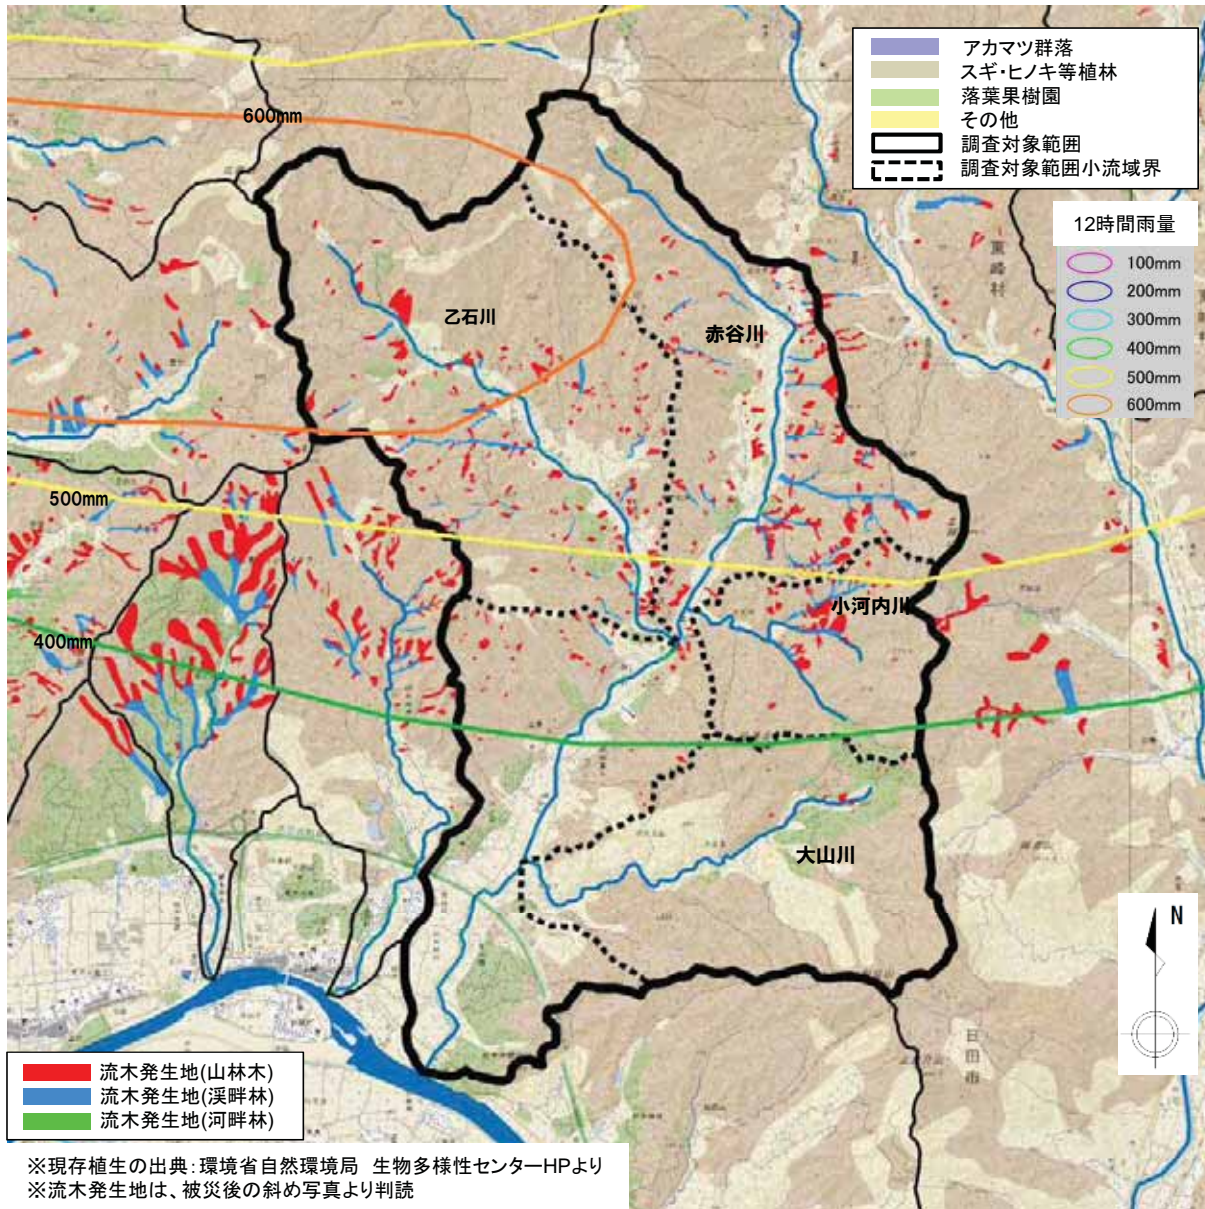 アカマツ群落
スギ・ヒノキ等植林
落葉果樹園
その他
調査対象範囲
調査対象範囲小流域界
12時間雨量
100mm
200mm
300mm
400mm
500mm
600mm
600mm
乙石川
赤谷川
東峰村
500mm
小河内川
400mm
大山川
N
日田市
流木発生地(山林木)
流木発生地(渓畔林)
流木発生地(河畔林)
※現存植生の出典:環境省自然環境局 生物多様性センターHPより
※流木発生地は、被災後の斜め写真より判読